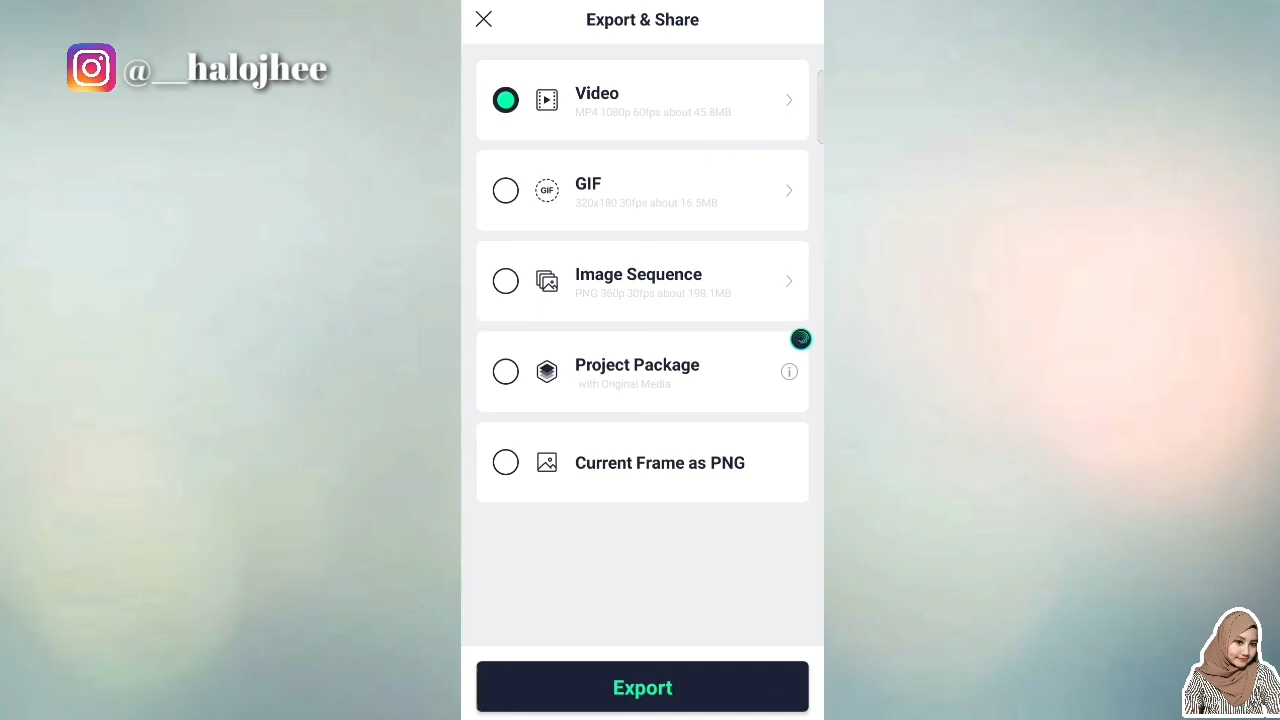 Export & Share
@__halojhee
Video
MP4 1080p 60fps about 45.8MB
GIF
GIF
320x180 30fps about 16.5MB
Image Sequence
PNG 360p 30fps about 198.1MB
Project Package
with Original Media
Current Frame as PNG
Export